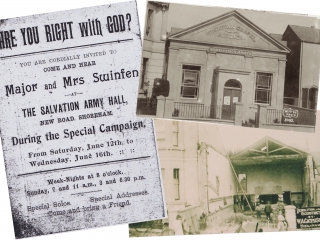 ARE YOU RIGHT with GOD?
YOU ARE CORDIALLY INVITED TO
COME AND HEAR
Major and Mrs Swinfen
AT
THE SALVATION ARMY HALL,
NEW ROAD, SHOREHAM.
During the Special Campaign,
From Saturday, June 12th to
Wednesday, June 16th.
Week-Nights at 8 o'clock.
Sunday, 7 and 11 a.m., 3 and 6.30 p.m.
Special Solos. Special Addresses
Come and bring a Friend.